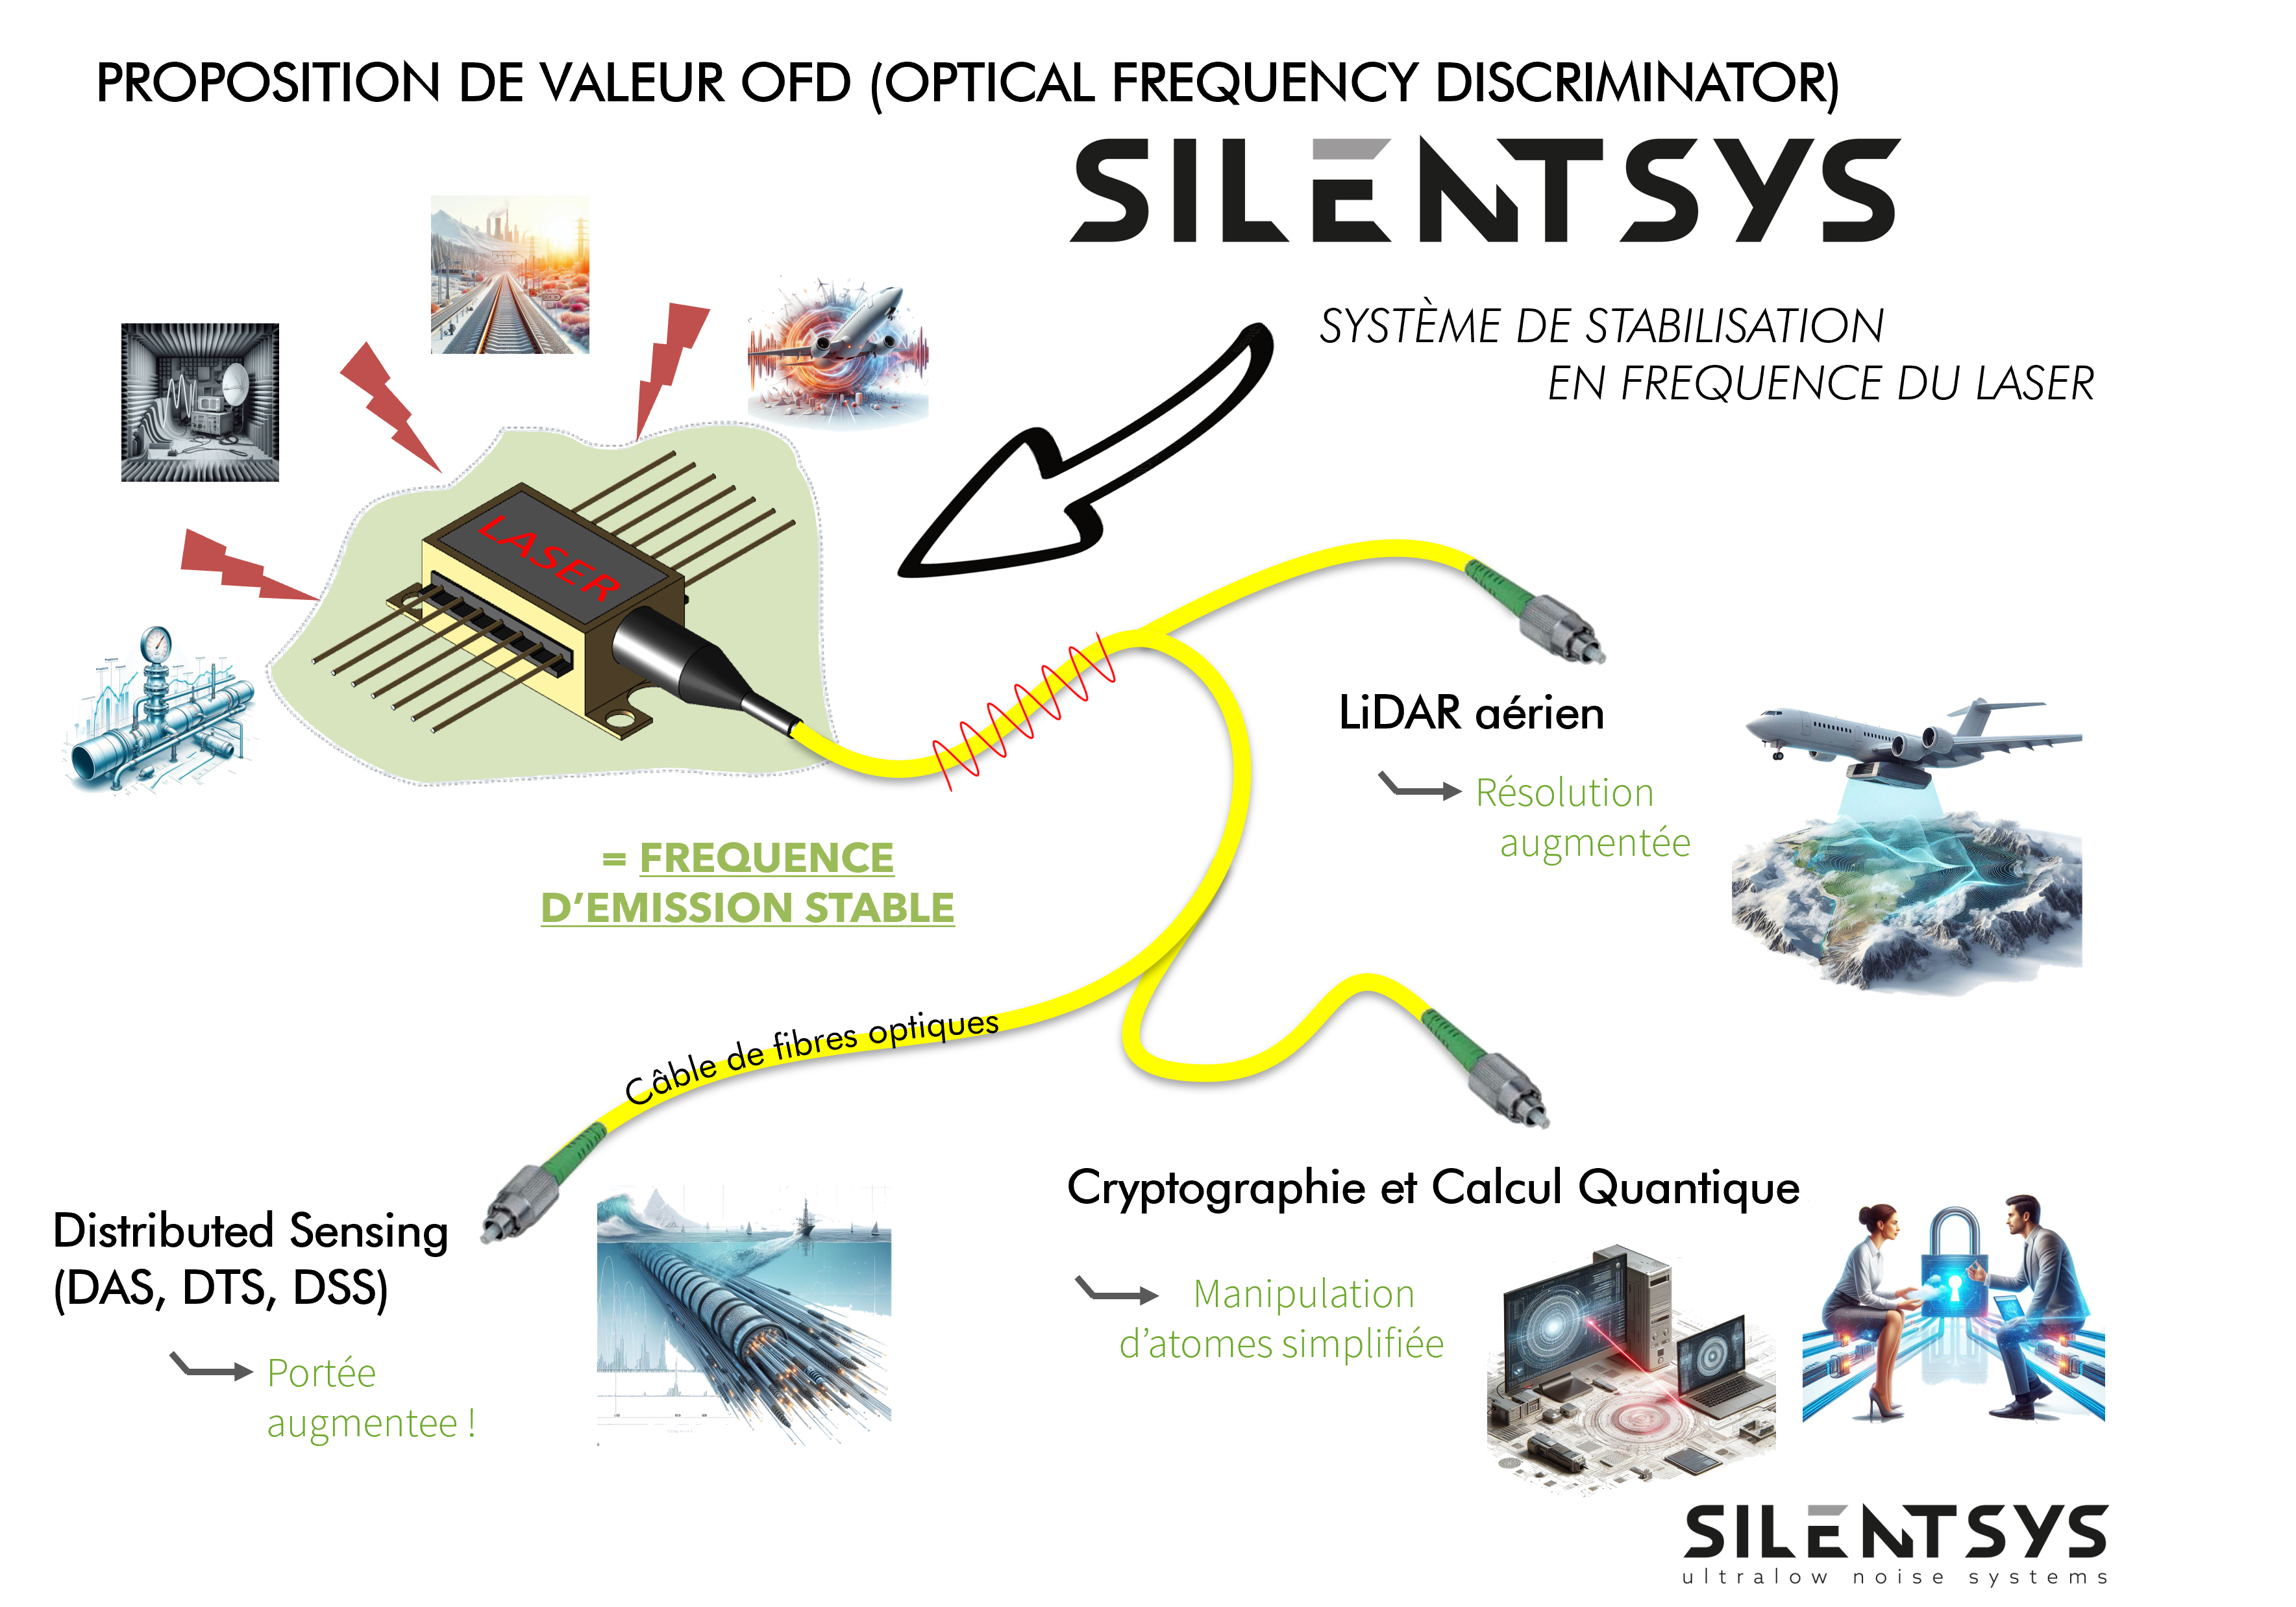 PROPOSITION DE VALEUR OFD (OPTICAL FREQUENCY DISCRIMINATOR)
SILENTSYS
SYSTÈME DE STABILISATION
EN FREQUENCE DU LASER
LASER
= FREQUENCE
D'EMISSION STABLE
LiDAR aérien
Résolution
augmentée
Câble de fibres optiques
Distributed Sensing
(DAS, DTS, DSS)
Portée
augmentee !
Cryptographie et Calcul Quantique
Manipulation
d'atomes simplifiée
SILENTSYS
ultralow noise systems